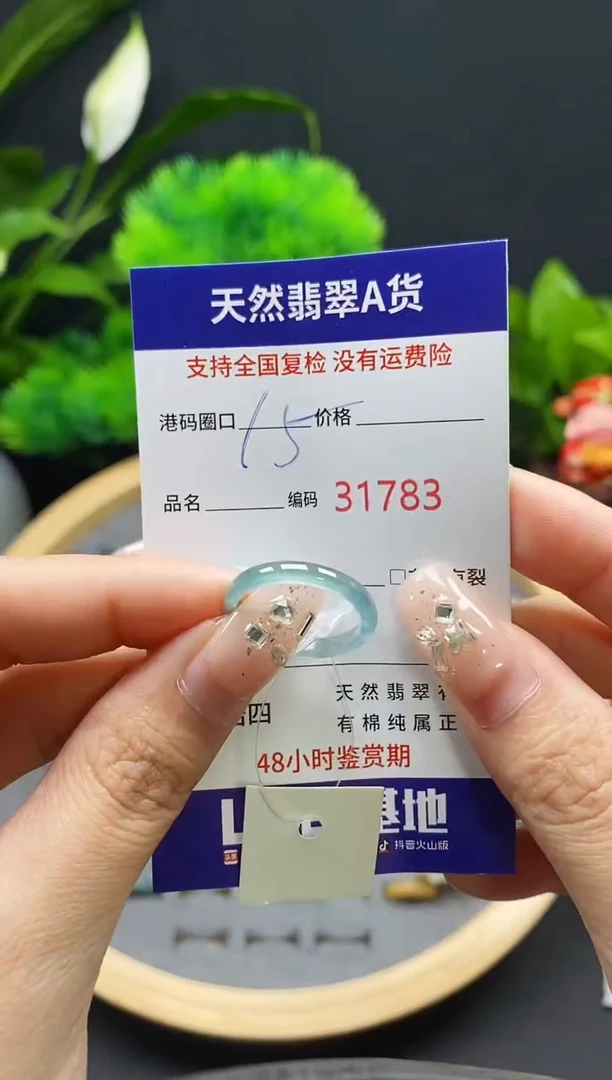 天然翡翠A货
支持全国复检 没有运费险
港码圈口 15 价格
品名 编码 31783
裂
四 天然翡翠
有棉纯属正
48小时鉴赏期
基地
抖音火山版